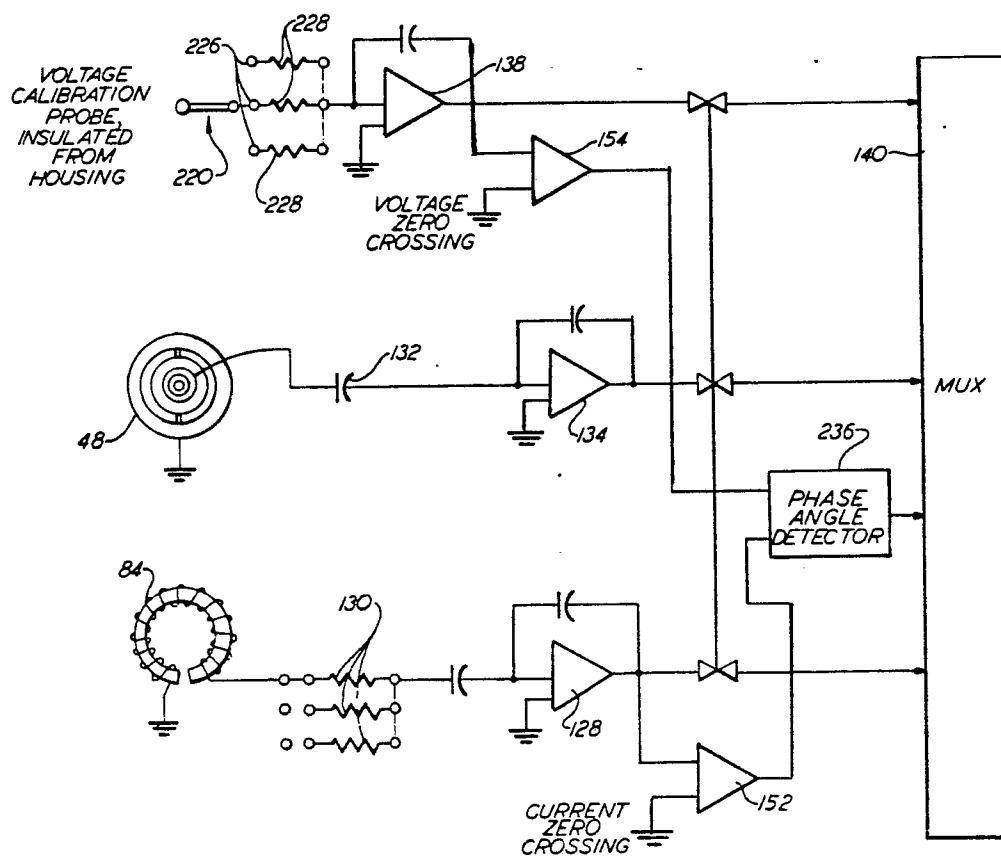 228
226
138
VOLTAGE
CALIBRATION
PROBE,
INSULATED
FROM
HOUSING
220
228
154
140
VOLTAGE
ZERO
CROSSING
132
48
134
MUX
236
PHASE
ANGLE
DETECTOR
84
130
128
152
CURRENT
ZERO
CROSSING